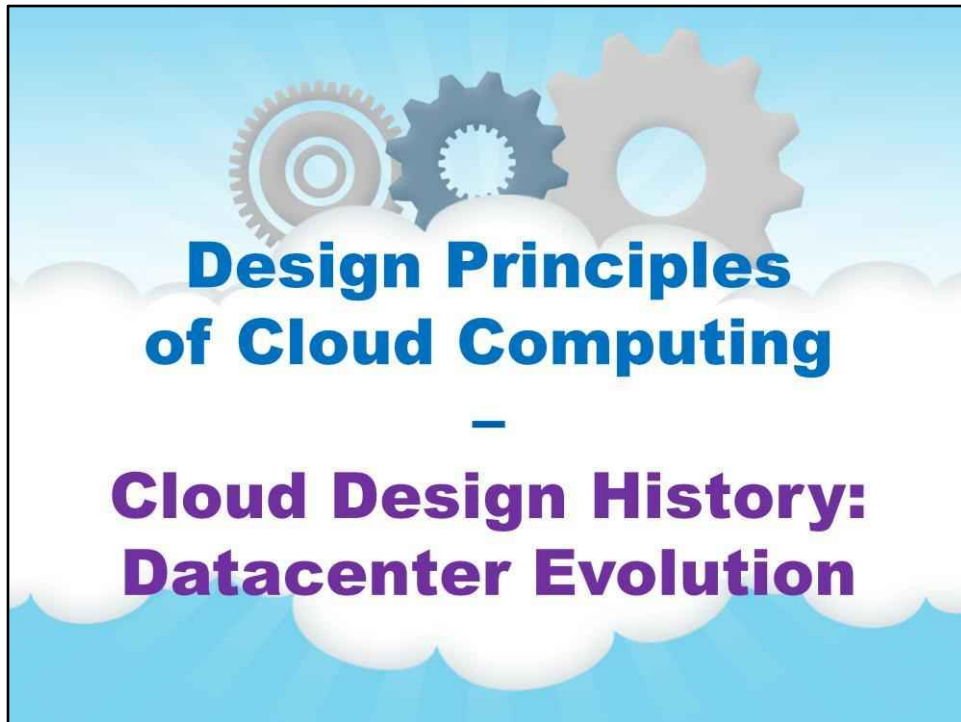 Design Principles
of Cloud Computing
–
Cloud Design History:
Datacenter Evolution